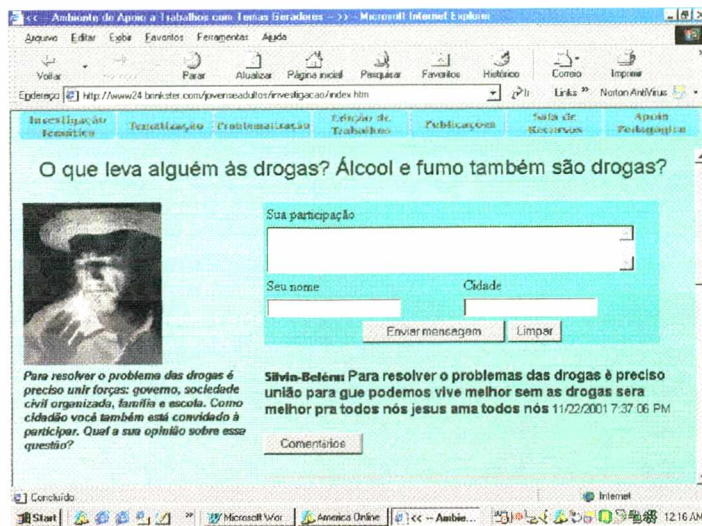 << -- Ambiente de Apoio a Trabalhos com Temas Geradores -- >> - Microsoft Internet Explorer
Arquivo Editar Exibir Favoritos Ferramentas Ajuda
Voltar Parar Atualizar Página inicial Pesquisar Favoritos Histórico Correio Imprimir
Endereço http://www24.brinkster.com/jovenseadultos/investigacao/index.htm Ir Links » Norton AntiVirus
Investigação Temática Tematização Problematização Edição de Trabalhos Publicações Sala de Recursos Apoio Pedagógico
O que leva alguém às drogas? Álcool e fumo também são drogas?
Sua participação
Seu nome Cidade
Enviar mensagem Limpar
Para resolver o problema das drogas é
preciso unir forças: governo, sociedade
civil organizada, família e escola. Como
cidadão você também está convidado à
participar. Qual a sua opinião sobre essa
questão?
Silvin-Belém: Para resolver o problemas das drogas è preciso
união para gue podemos vive melhor sem as drogas sera
melhor pra todos nós jesus ama todos nós 11/22/2001 7:37:06 PM
Comentários
Concluído Internet
Start » Microsoft Wor... America Online << -- Ambie... 12:16 AM